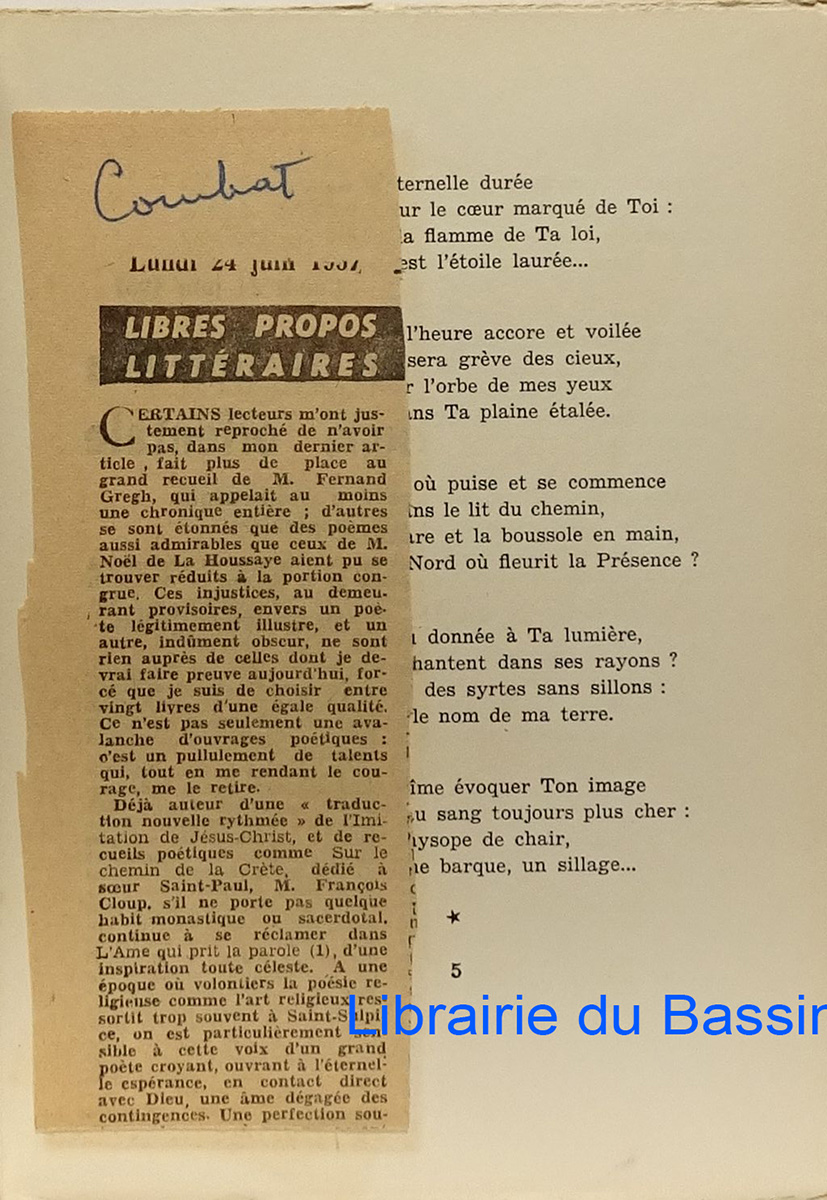 Combat
Lundi 24 juin 1957
LIBRES PROPOS
LITTÉRAIRES
CERTAINS lecteurs m'ont jus-
tement reproché de n'avoir
pas, dans mon dernier ar-
ticle , fait plus de place au
grand recueil de M. Fernand
Gregh, qui appelait au moins
une chronique entière ; d'autres
se sont étonnés que des poèmes
aussi admirables que ceux de M.
Noël de La Houssaye aient pu se
trouver réduits à la portion con-
grue. Ces injustices, au demeu-
rant provisoires, envers un poè-
te légitimement illustre, et un
autre, indûment obscur, ne sont
rien auprès de celles dont je de-
vrai faire preuve aujourd'hui, for-
cé que je suis de choisir entre
vingt livres d'une égale qualité.
Ce n'est pas seulement une ava-
lanche d'ouvrages poétiques :
c'est un pullulement de talents
qui, tout en me rendant le cou-
rage, me le retire.
Déjà auteur d'une « traduc-
tion nouvelle rythmée » de l'Imi-
tation de Jésus-Christ, et de re-
cueils poétiques comme Sur le
chemin de la Crète, dédié à
sœur Saint-Paul, M. François
Cloup, s'il ne porte pas quelque
habit monastique ou sacerdotal,
continue à se réclamer dans
L'Ame qui prit la parole (1), d'une
inspiration toute céleste. A une
époque où volontiers la poésie re-
ligieuse comme l'art religieux res-
sortit trop souvent à Saint-Sulpi-
ce, on est particulièrement sen-
sible à cette voix d'un grand
poète croyant, ouvrant à l'éternel-
le espérance, en contact direct
avec Dieu, une âme dégagée des
contingences. Une perfection sou-
ternelle durée
ur le cœur marqué de Toi :
a flamme de Ta loi,
est l'étoile laurée...
l'heure accore et voilée
sera grève des cieux,
r l'orbe de mes yeux
ns Ta plaine étalée.
où puise et se commence
ns le lit du chemin,
re et la boussole en main,
Nord où fleurit la Présence ?
donnée à Ta lumière,
hantent dans ses rayons ?
des syrtes sans sillons :
le nom de ma terre.
îme évoquer Ton image
u sang toujours plus cher :
hysope de chair,
ne barque, un sillage...
★
5
Librairie du Bassin